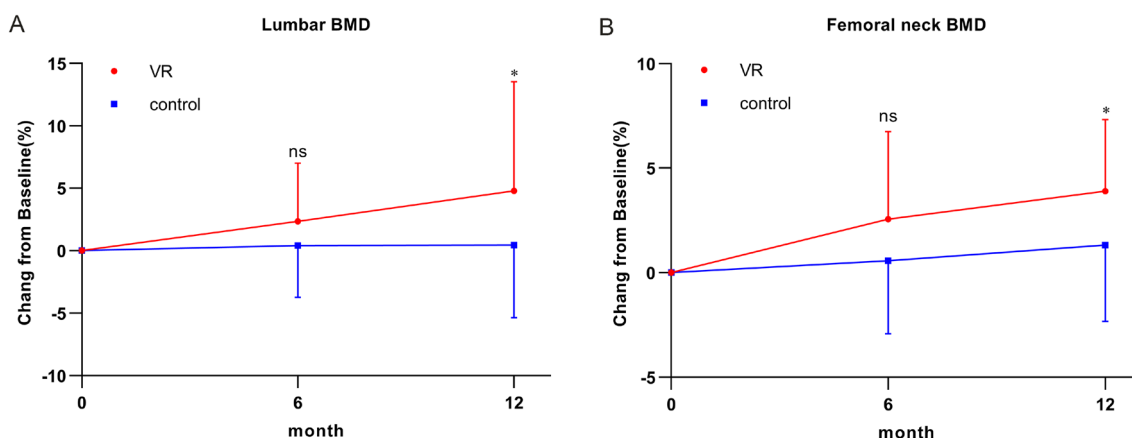 A
Lumbar BMD
VR
control
Chang from Baseline(%)
15
10
5
0
-5
-10
ns
*
0
6
12
month
B
Femoral neck BMD
VR
control
Chang from Baseline(%)
10
5
0
-5
ns
*
0
6
12
month